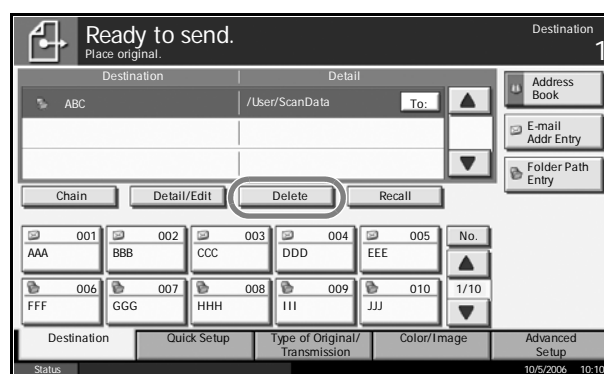 Ready to send.
Place original.
Destination
1
Destination Detail
ABC /User/ScanData To:
Address
Book
E-mail
Addr Entry
Folder Path
Entry
Chain Detail/Edit Delete Recall
001 002 003 004 005 No.
AAA BBB CCC DDD EEE
006 007 008 009 010 1/10
FFF GGG HHH III JJJ
Destination Quick Setup Type of Original/
Transmission Color/Image Advanced
Setup
Status 10/5/2006 10:10